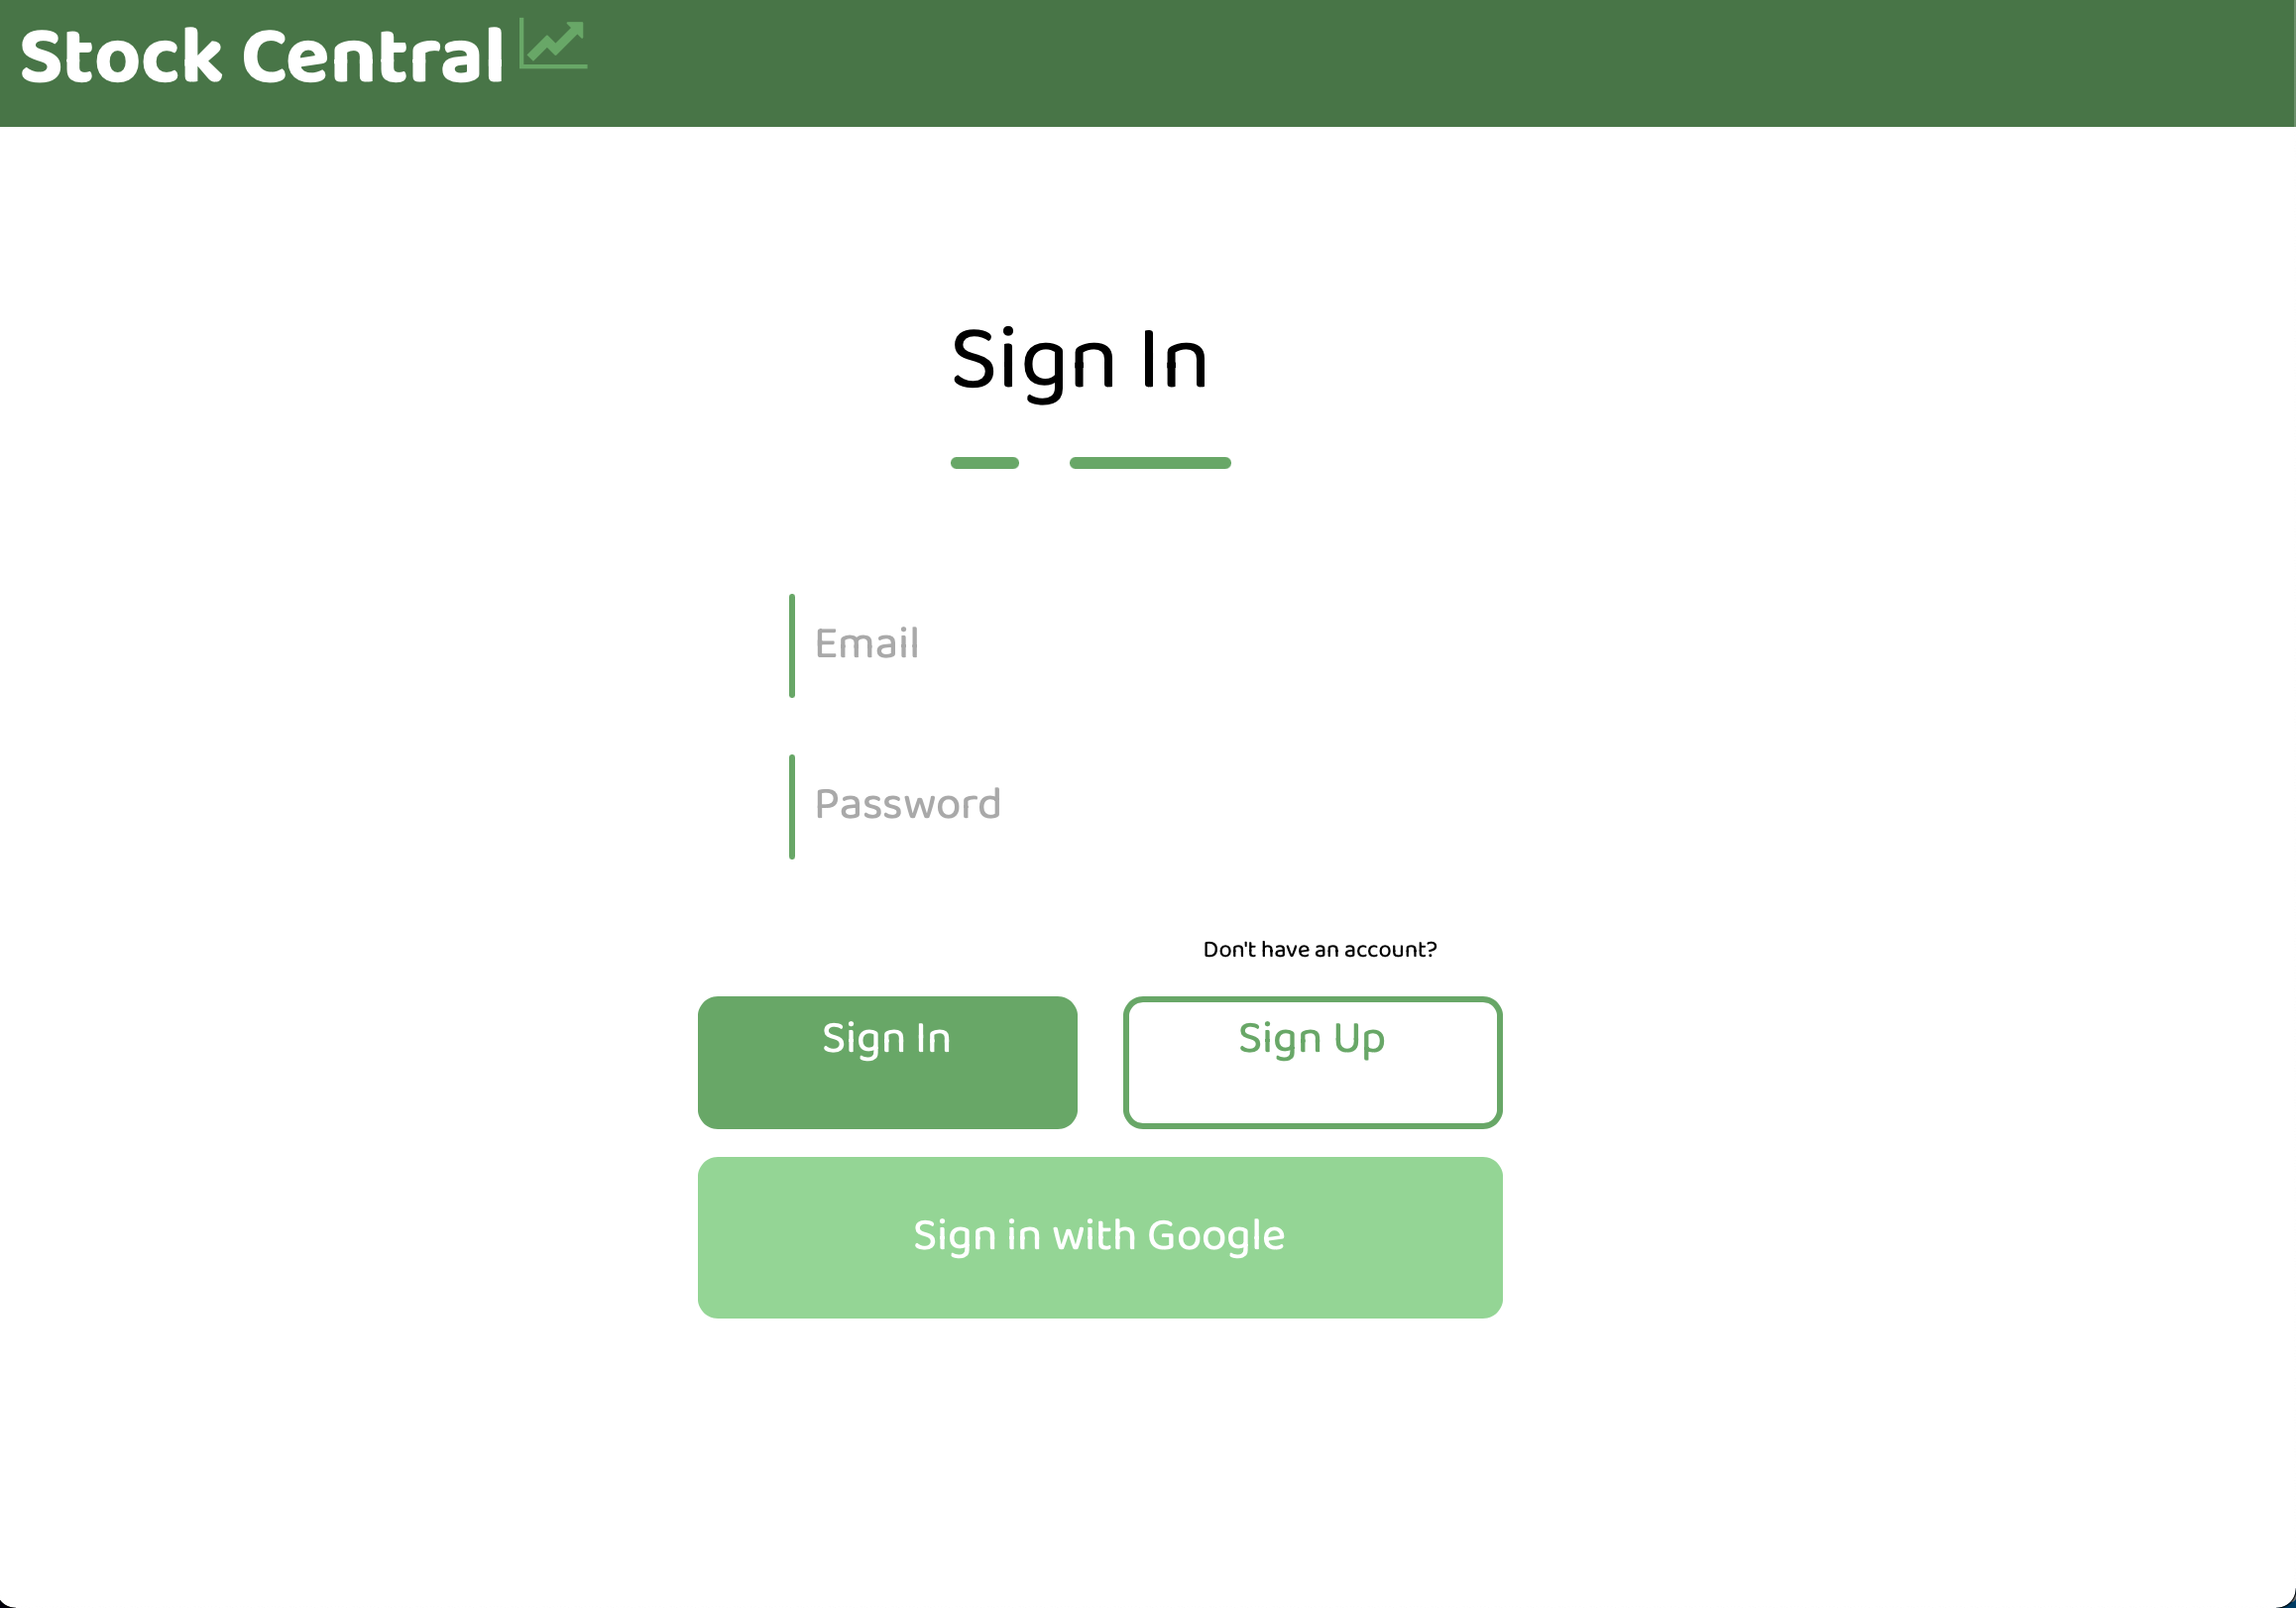 Stock Central
Sign In
Email
Password
Don't have an account?
Sign In
Sign Up
Sign in with Google